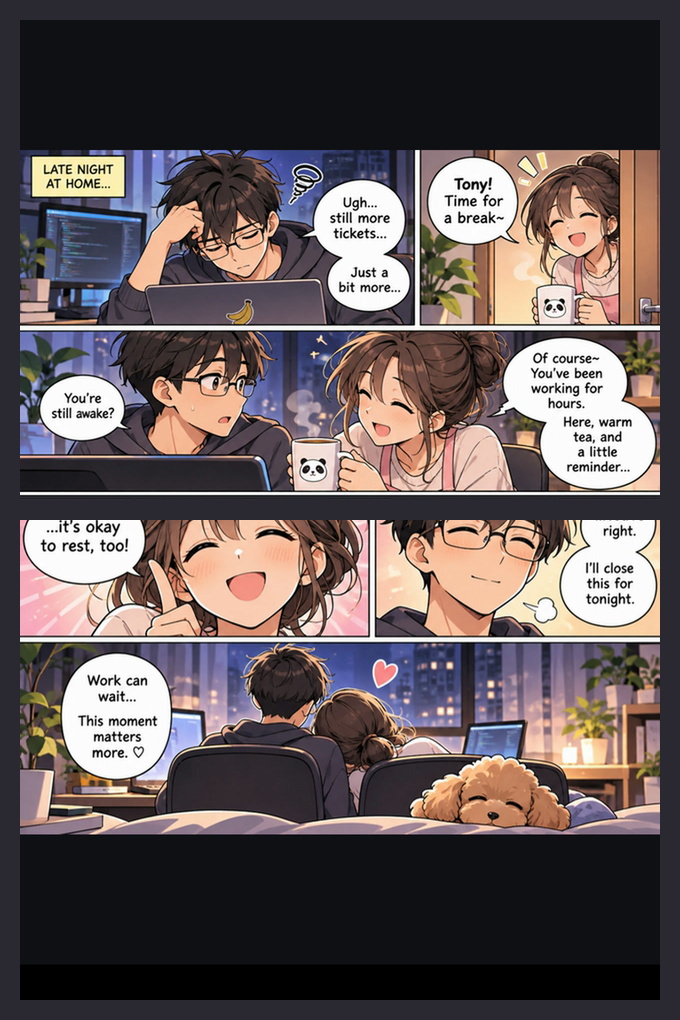 LATE NIGHT
AT HOME...
Ugh...
still more
tickets...
Just a
bit more...
Tony!
Time for
a break~
You're
still awake?
Of course~
You've been
working for
hours.
Here, warm
tea, and
a little
reminder...
...it's okay
to rest, too!
right.
I'll close
this for
tonight.
Work can
wait...
This moment
matters
more. ♡